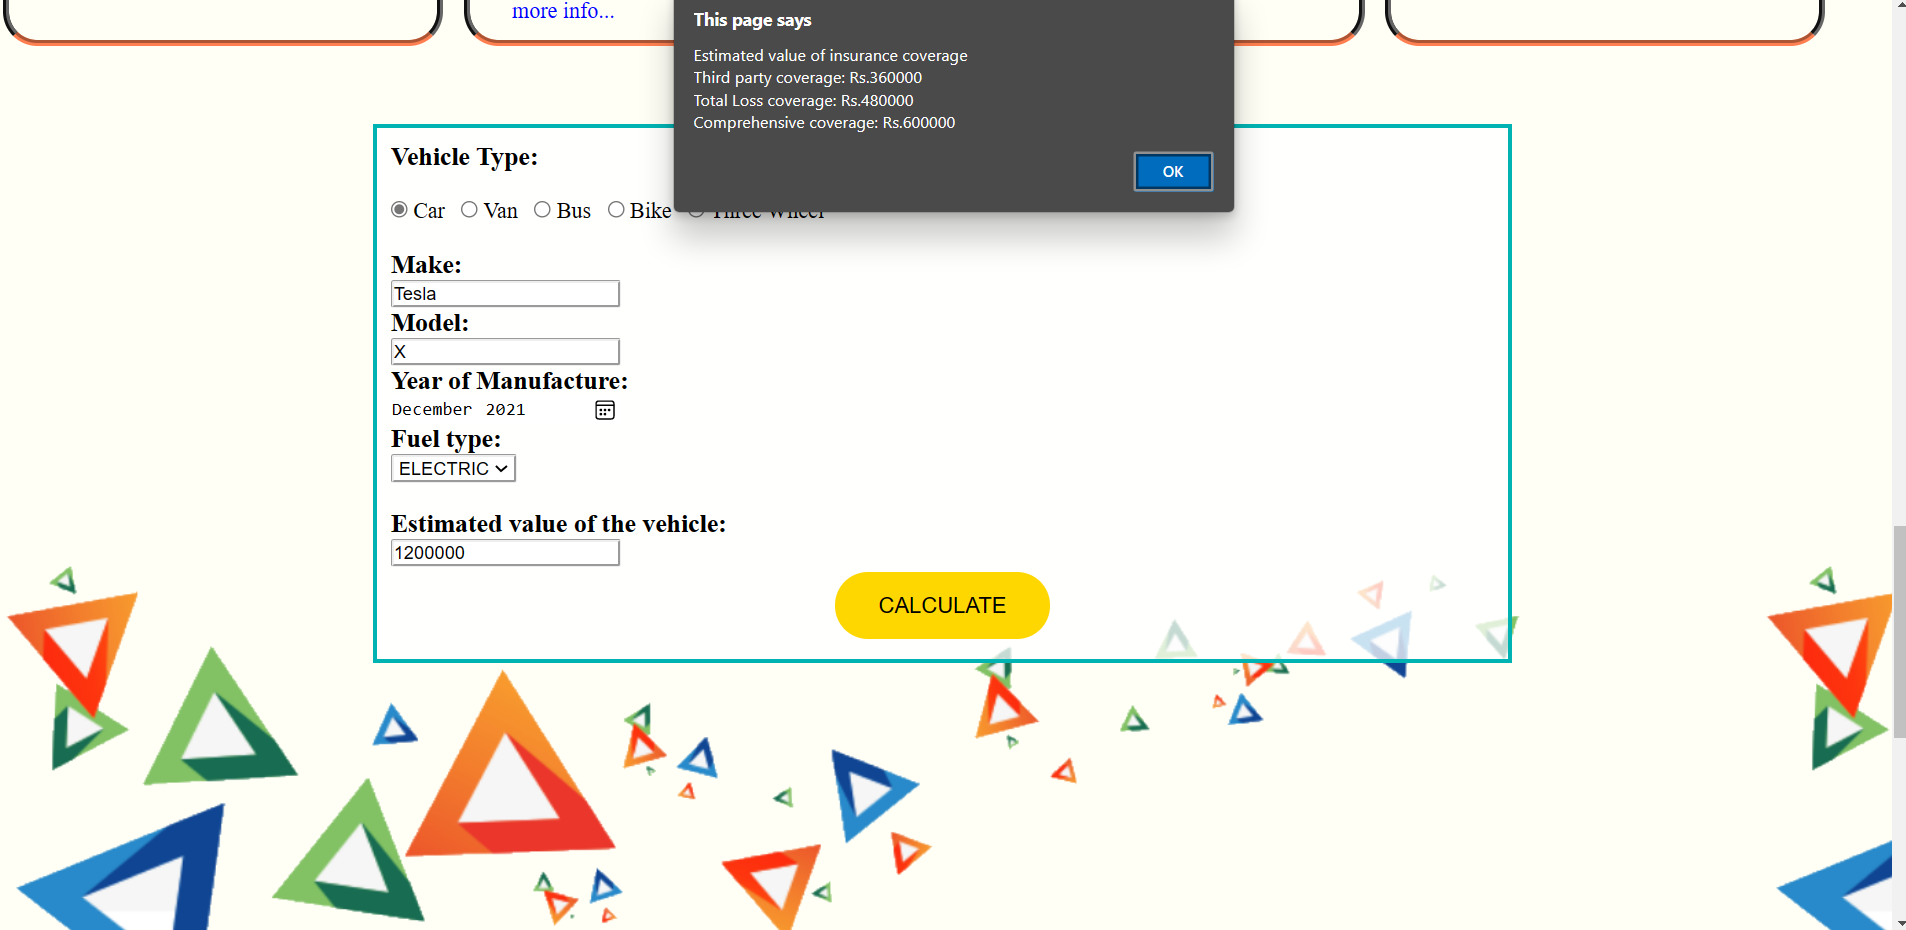 more info...
This page says
Estimated value of insurance coverage
Third party coverage: Rs.360000
Total Loss coverage: Rs.480000
Comprehensive coverage: Rs.600000
OK
Vehicle Type:
Car Van Bus Bike Three Wheel
Make:
Tesla
Model:
X
Year of Manufacture:
December 2021
Fuel type:
ELECTRIC
Estimated value of the vehicle:
1200000
CALCULATE